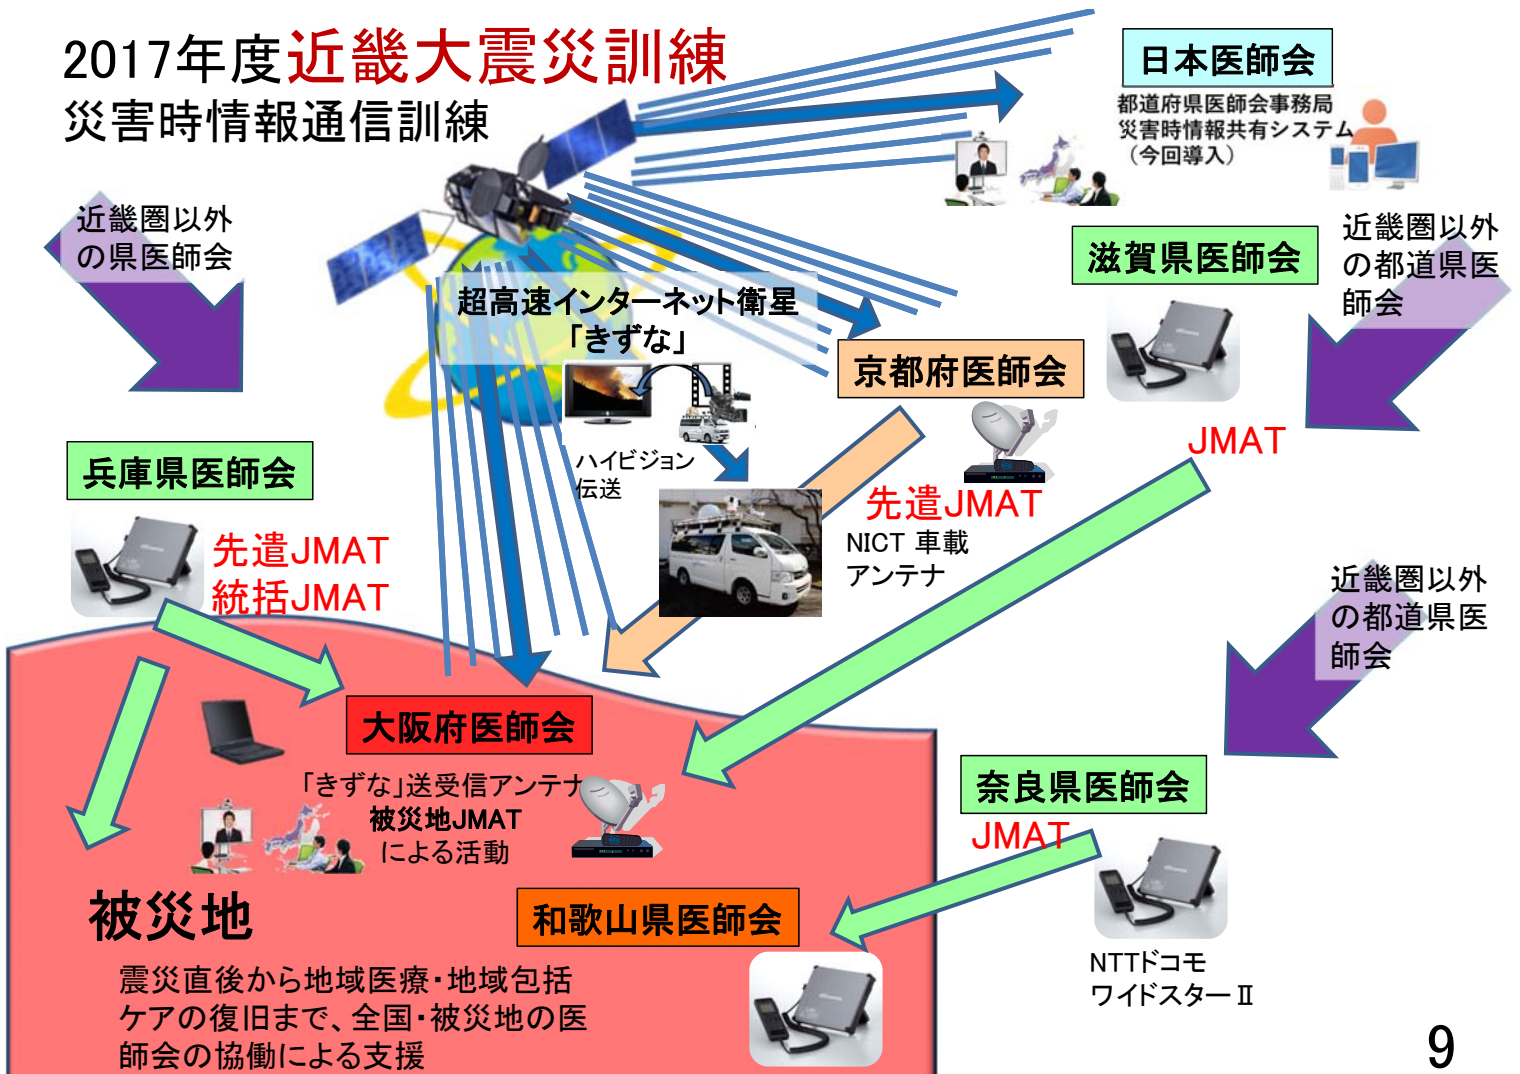 2017年度近畿大震災訓練
災害時情報通信訓練
日本医師会
都道府県医師会事務局
災害時情報共有システム
（今回導入）
近畿圏以外
の県医師会
滋賀県医師会
近畿圏以外
の都道県医
師会
超高速インターネット衛星
「きずな」
京都府医師会
JMAT
兵庫県医師会
ハイビジョン
伝送
先遣JMAT
NICT 車載
アンテナ
先遣JMAT
統括JMAT
近畿圏以外
の都道県医
師会
大阪府医師会
「きずな」送受信アンテナ
被災地JMAT
による活動
奈良県医師会
JMAT
被災地
和歌山県医師会
震災直後から地域医療・地域包括
ケアの復旧まで、全国・被災地の医
師会の協働による支援
NTTドコモ
ワイドスターⅡ
9